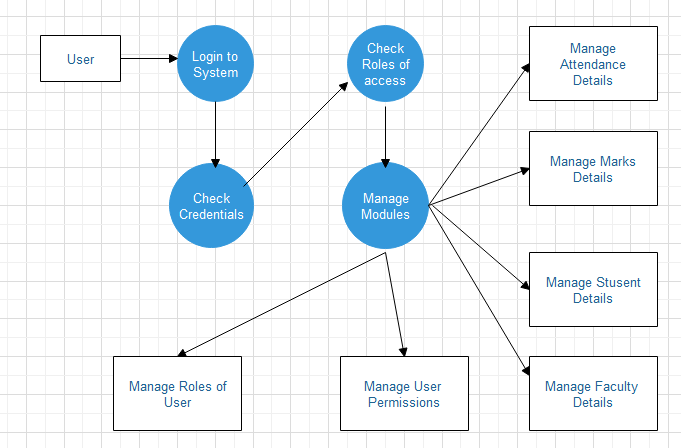 User
Login to
System
Check
Roles of
access
Manage
Attendance
Details
Manage Marks
Details
Check
Credentials
Manage
Modules
Manage Stusent
Details
Manage Roles of
User
Manage User
Permissions
Manage Faculty
Details